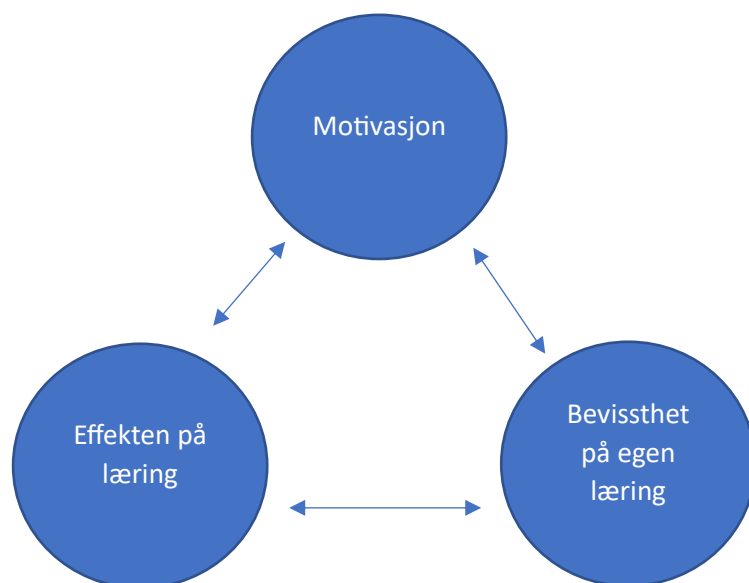 Motivasjon
Effekten på
læring
Bevissthet
på egen
læring